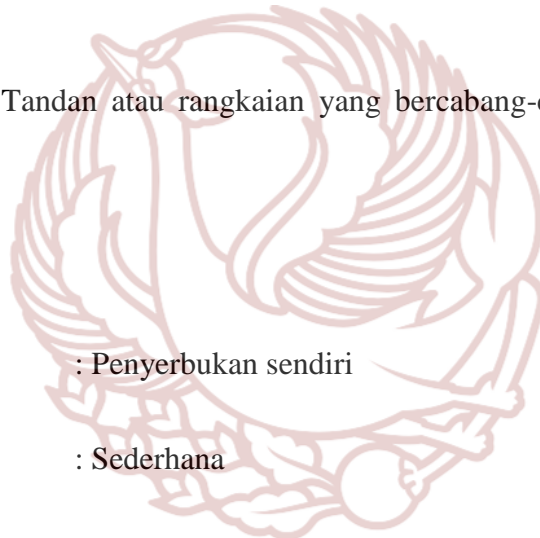 Tandan atau rangkaian yang bercabang-
: Penyerbukan sendiri
: Sederhana